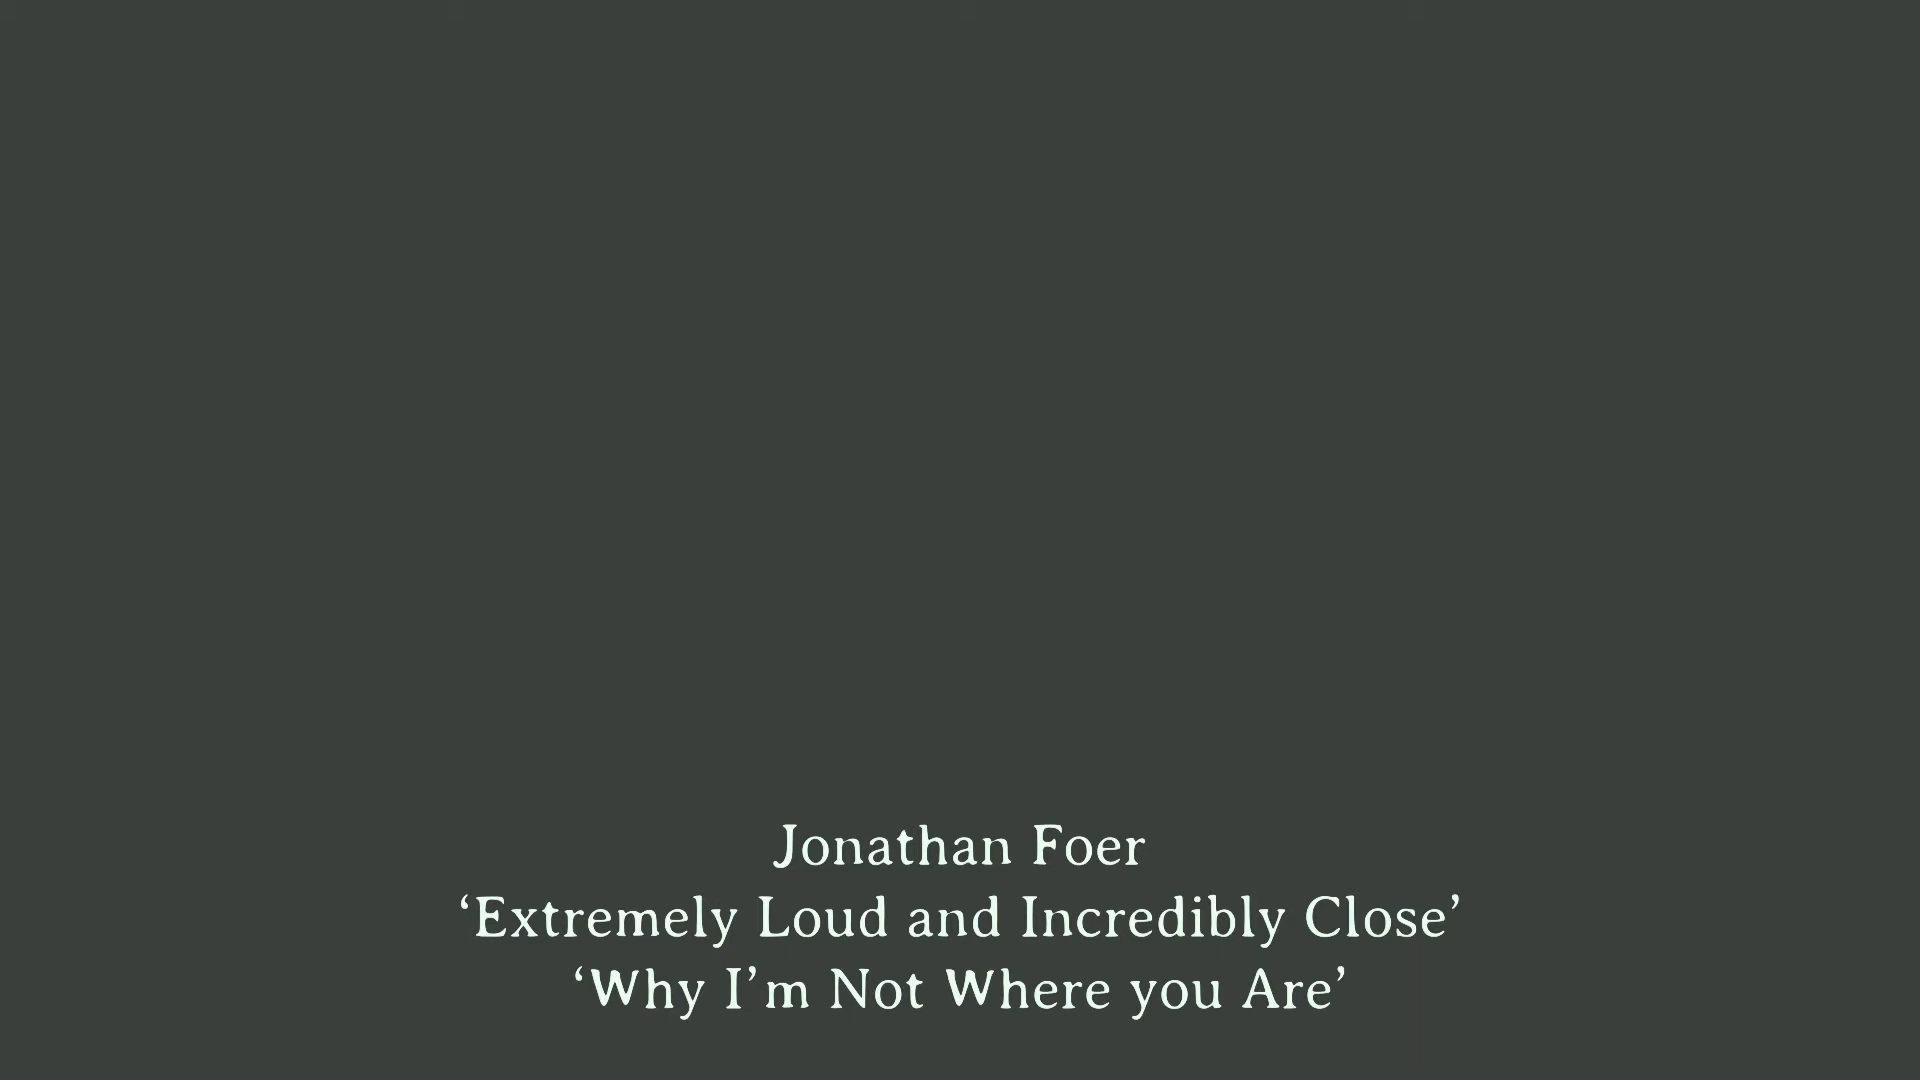 Jonathan Foer
‘Extremely Loud and Incredibly Close’
‘Why I’m Not Where you Are’